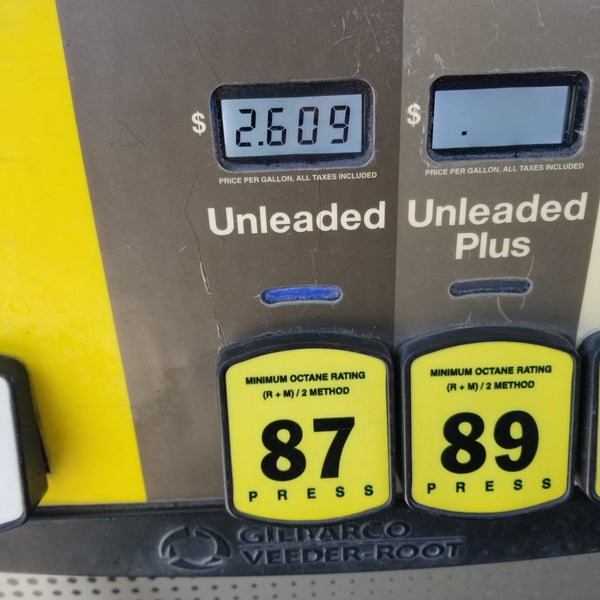 $ 2.609
PRICE PER GALLON, ALL TAXES INCLUDED
Unleaded
MINIMUM OCTANE RATING
(R + M) / 2 METHOD
87
PRESS
$ .
PRICE PER GALLON, ALL TAXES INCLUDED
Unleaded
Plus
MINIMUM OCTANE RATING
(R + M) / 2 METHOD
89
PRESS
GILBARCO
VEEDER-ROOT